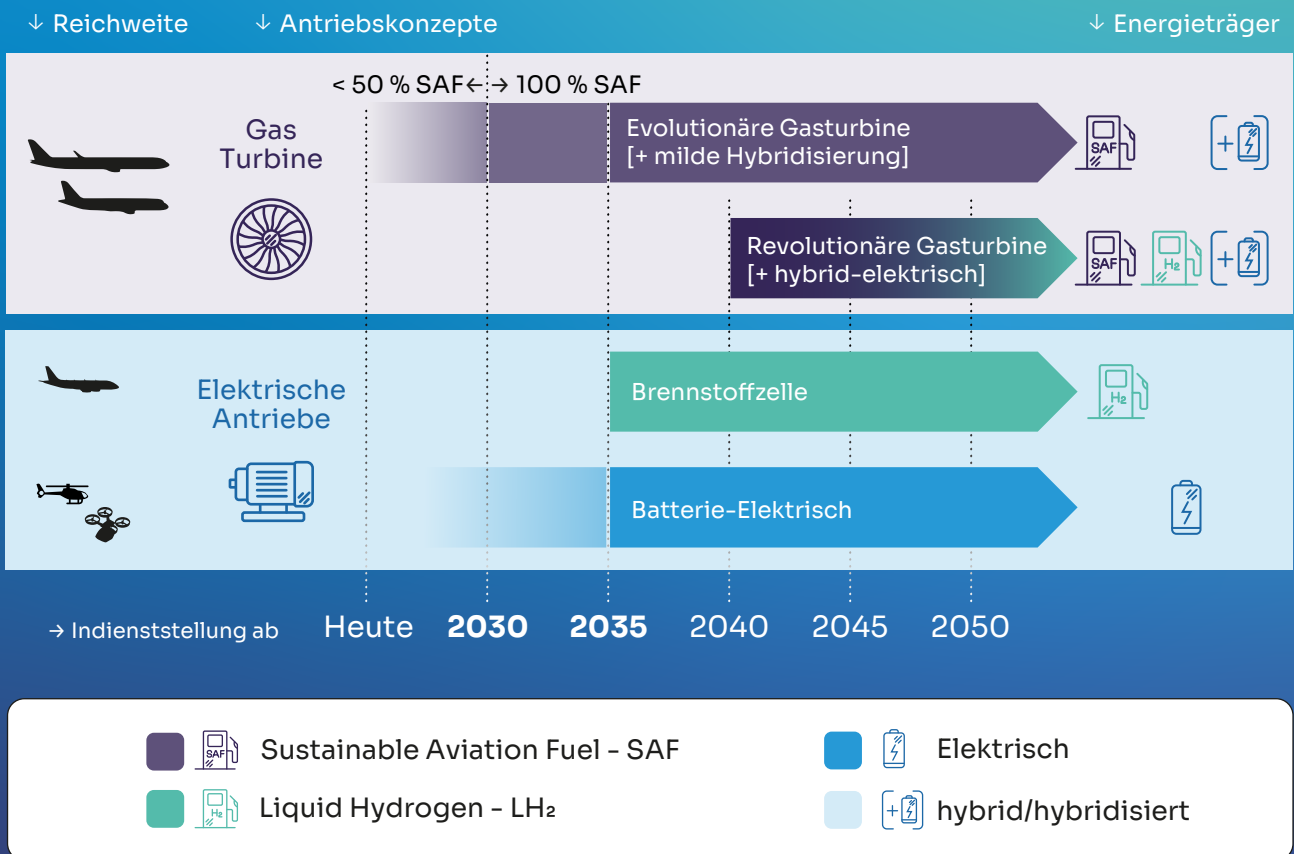 ↓ Reichweite
↓ Antriebskonzepte
↓ Energieträger
< 50 % SAF← → 100 % SAF
Gas
Turbine
Evolutionäre Gasturbine
[+ milde Hybridisierung]
SAF
+
Revolutionäre Gasturbine
[+ hybrid-elektrisch]
SAF
H₂
+
Elektrische
Antriebe
Brennstoffzelle
H₂
Batterie-Elektrisch
→ Indienststellung ab
Heute 2030 2035 2040 2045 2050
SAF
Sustainable Aviation Fuel - SAF
Elektrisch
H₂
Liquid Hydrogen - LH₂
+
hybrid/hybridisiert